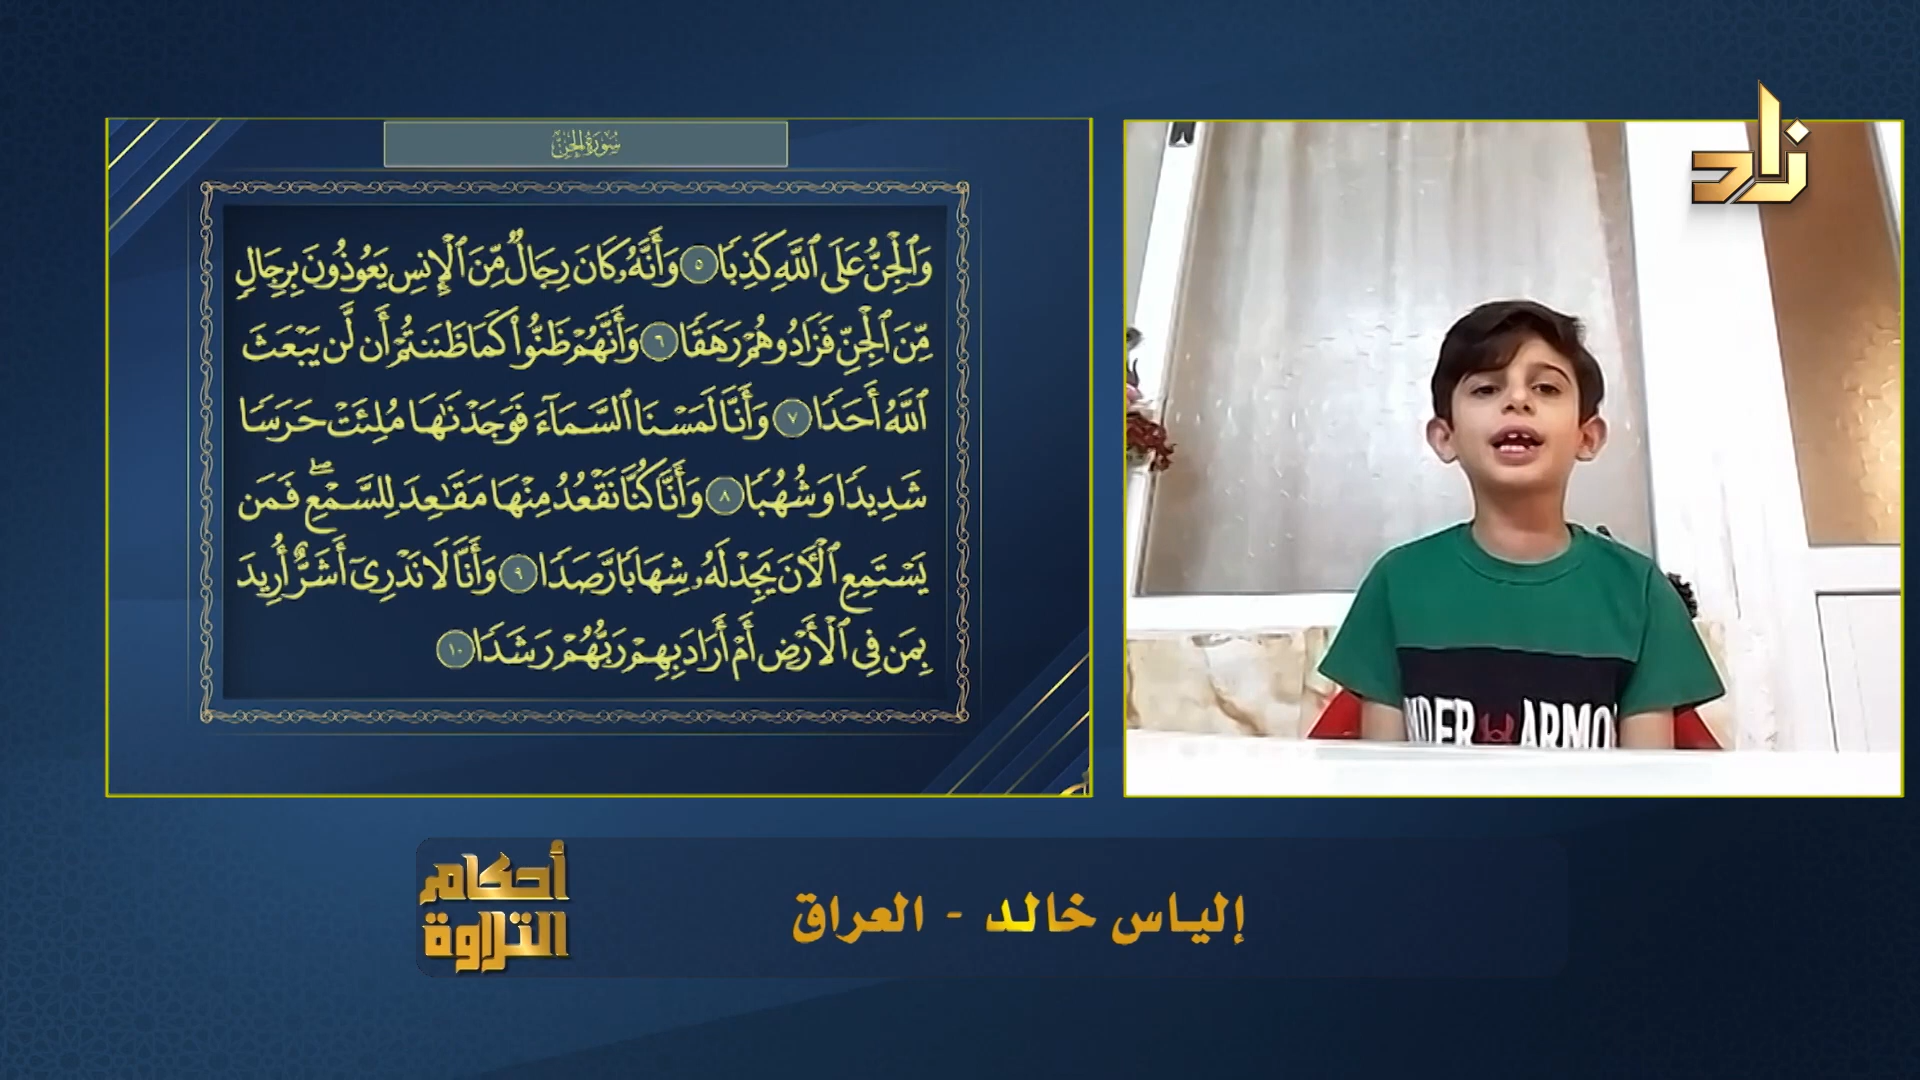 زاد
سُورَةُ الجِنِّ
وَٱلْجِنُّ عَلَى ٱللَّهِ كَذِبًا ٥ وَأَنَّهُۥ كَانَ رِجَالٌ مِّنَ ٱلْإِنسِ يَعُوذُونَ بِرِجَالٍ
مِّنَ ٱلْجِنِّ فَزَادُوهُمْ رَهَقًا ٦ وَأَنَّهُمْ ظَنُّوا۟ كَمَا ظَنَنتُمْ أَن لَّن يَبْعَثَ
ٱللَّهُ أَحَدًا ٧ وَأَنَّا لَمَسْنَا ٱلسَّمَآءَ فَوَجَدْنَٰهَا مُلِئَتْ حَرَسًا
شَدِيدًا وَشُهُبًا ٨ وَأَنَّا كُنَّا نَقْعُدُ مِنْهَا مَقَٰعِدَ لِلسَّمْعِ ۖ فَمَن
يَسْتَمِعِ ٱلْـَٔانَ يَجِدْ لَهُۥ شِهَابًا رَّصَدًا ٩ وَأَنَّا لَا نَدْرِىٓ أَشَرٌّ أُرِيدَ
بِمَن فِى ٱلْأَرْضِ أَمْ أَرَادَ بِهِمْ رَبُّهُمْ رَشَدًا ١٠
UNDER ARMOU
أحكام
التلاوة
إلياس خالد - العراق